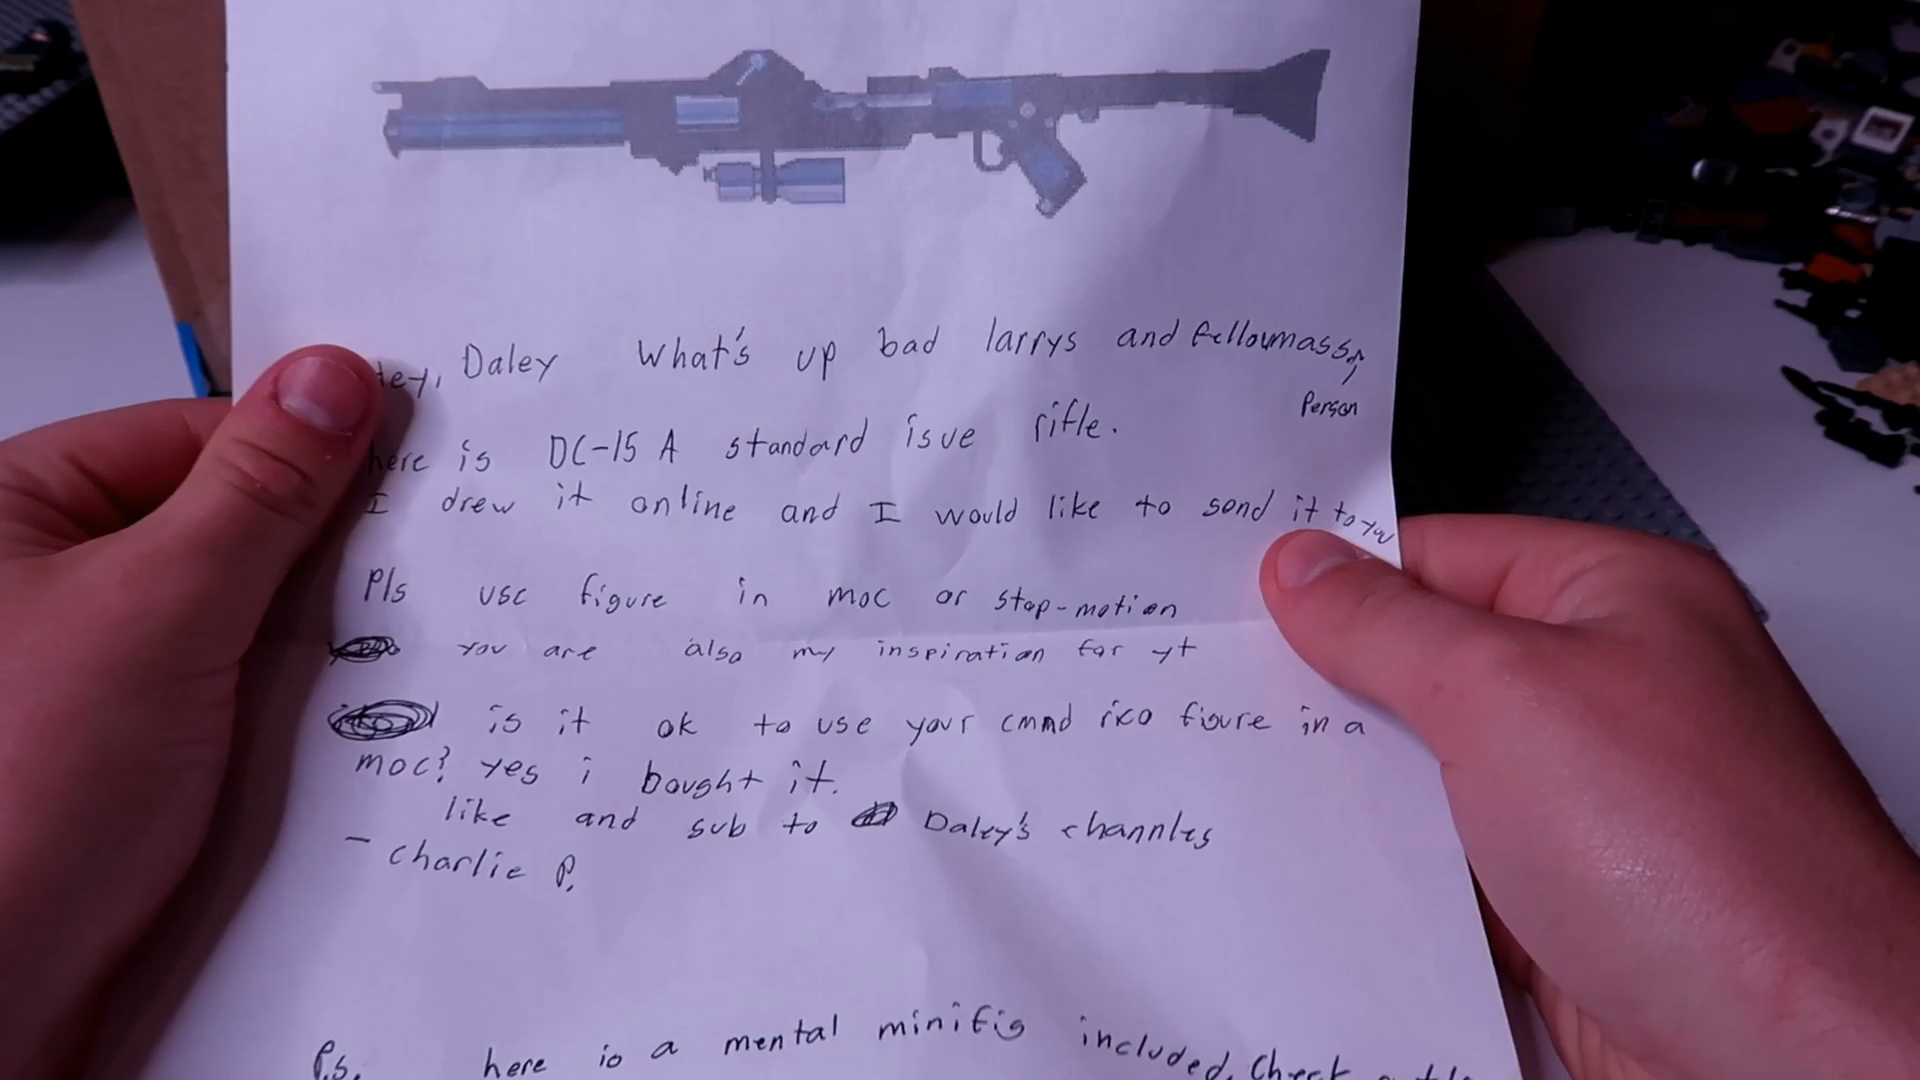 Hey, Daley What's up bad larrys and fellowmass,
Person
here is DC-15 A standard isue rifle.
I drew it online and I would like to send it to you
Pls use figure in moc or stop-motion
You are also my inspiration for yt
is it ok to use your cmmd rico figure in a
moc? yes i bought it.
like and sub to Daley's channles
- Charlie P.
P.s. here is a mental minifig included. Check